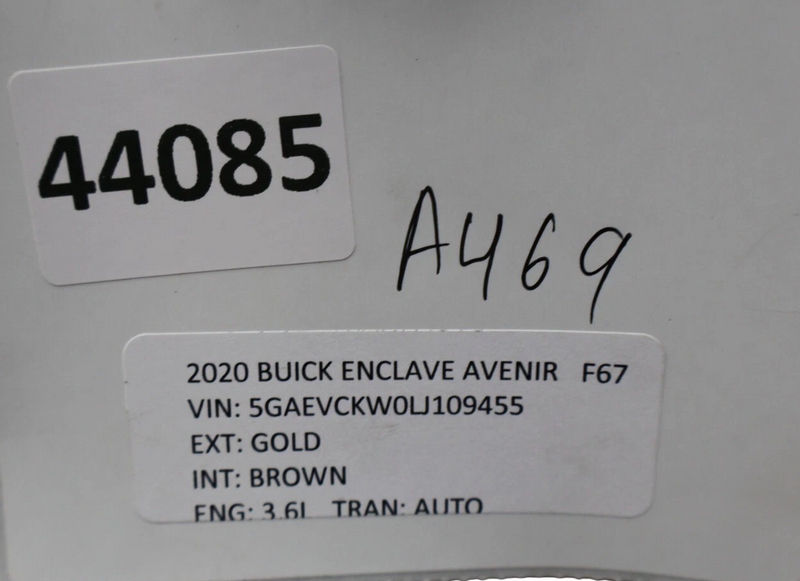 44085
A469
2020 BUICK ENCLAVE AVENIR F67
VIN: 5GAEVCKW0LJ109455
EXT: GOLD
INT: BROWN
ENG: 3.6L TRAN: AUTO